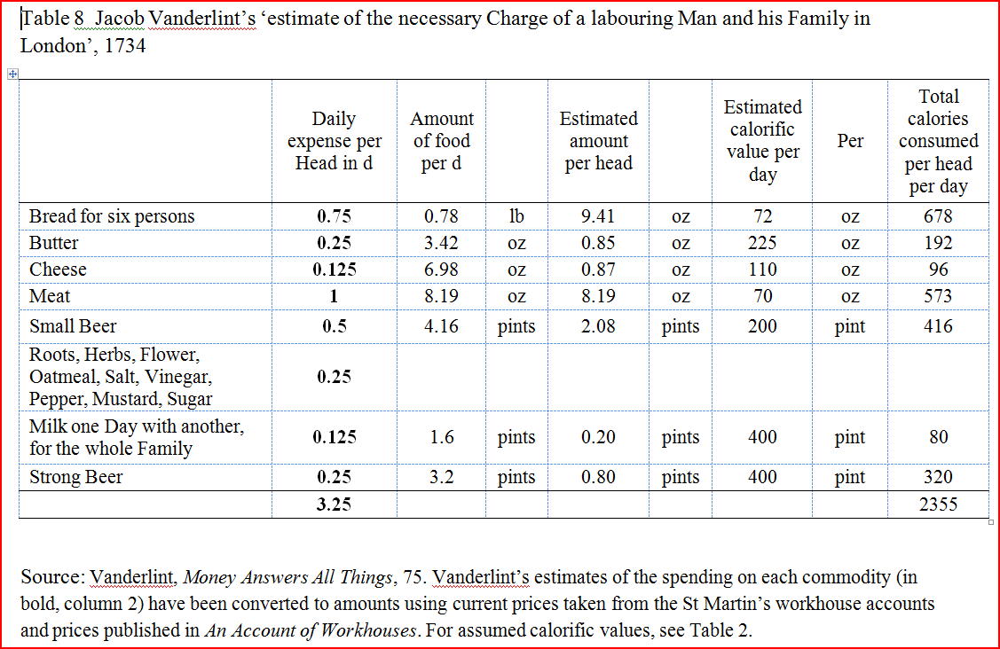 Table 8 Jacob Vanderlint’s ‘estimate of the necessary Charge of a labouring Man and his Family in
London’, 1734
Daily expense per Head in d Amount of food per d Estimated amount per head Estimated calorific value per day Per Total calories consumed per head per day
Bread for six persons 0.75 0.78 lb 9.41 oz 72 oz 678
Butter 0.25 3.42 oz 0.85 oz 225 oz 192
Cheese 0.125 6.98 oz 0.87 oz 110 oz 96
Meat 1 8.19 oz 8.19 oz 70 oz 573
Small Beer 0.5 4.16 pints 2.08 pints 200 pint 416
Roots, Herbs, Flower,
Oatmeal, Salt, Vinegar, 0.25
Pepper, Mustard, Sugar
Milk one Day with another,
for the whole Family 0.125 1.6 pints 0.20 pints 400 pint 80
Strong Beer 0.25 3.2 pints 0.80 pints 400 pint 320
3.25 2355
Source: Vanderlint, Money Answers All Things, 75. Vanderlint’s estimates of the spending on each commodity (in
bold, column 2) have been converted to amounts using current prices taken from the St Martin’s workhouse accounts
and prices published in An Account of Workhouses. For assumed calorific values, see Table 2.